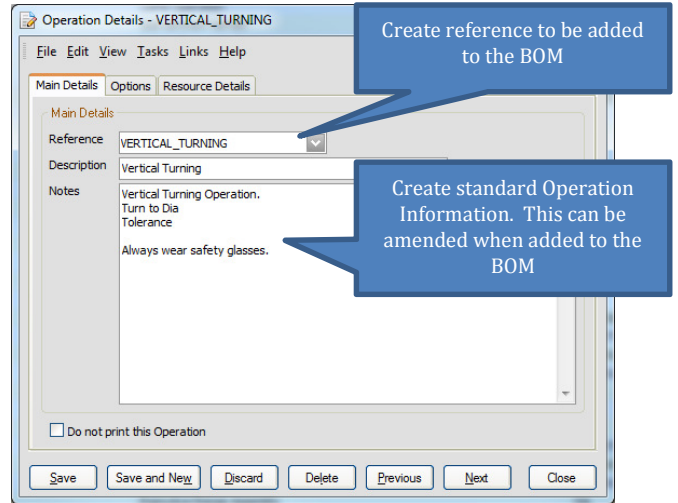 Operation Details - VERTICAL_TURNING
File Edit View Tasks Links Help
Main Details Options Resource Details
Main Details
Reference VERTICAL_TURNING
Description Vertical Turning
Notes Vertical Turning Operation.
Turn to Dia
Tolerance
Always wear safety glasses.
Create reference to be added
to the BOM
Create standard Operation
Information. This can be
amended when added to the
BOM
Do not print this Operation
Save Save and New Discard Delete Previous Next Close